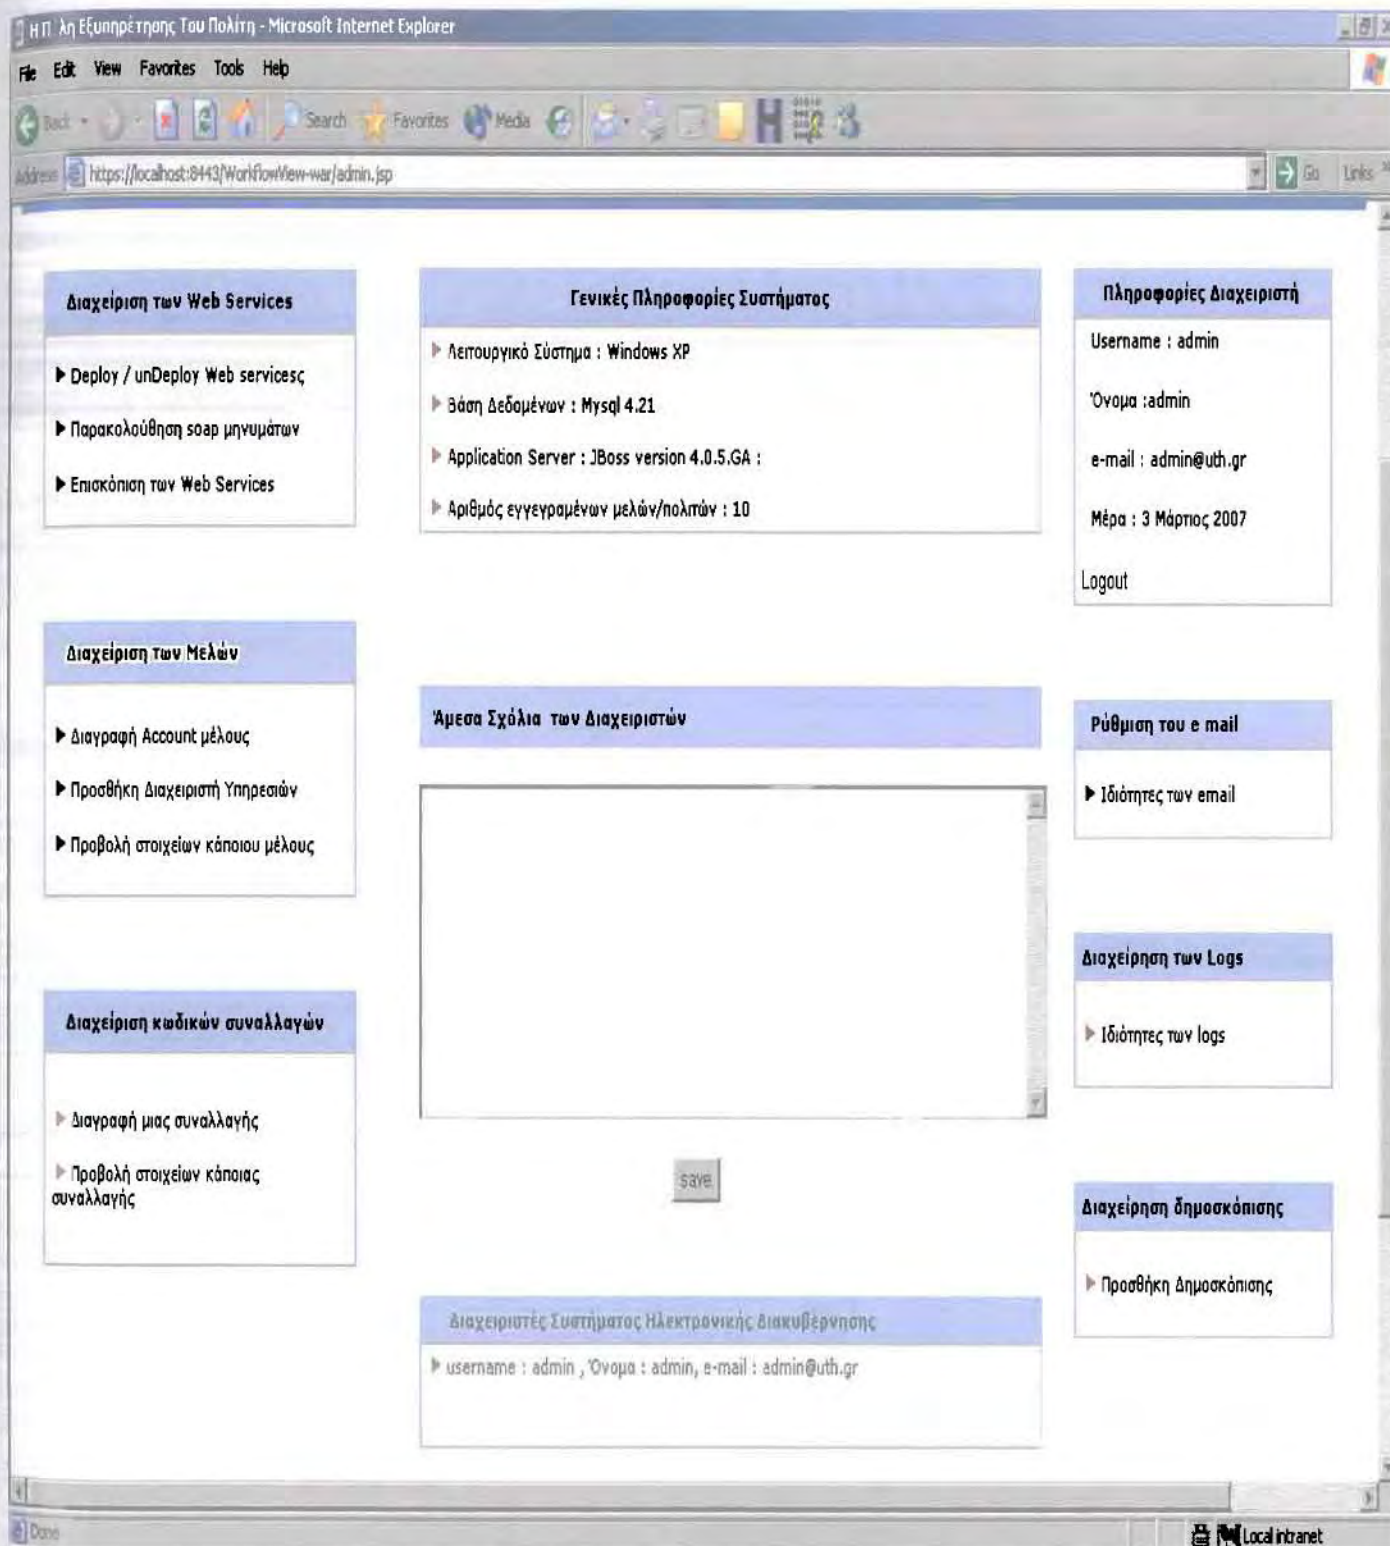 Η Π λη Εξυπηρέτησης Του Πολίτη - Microsoft Internet Explorer
File Edit View Favorites Tools Help
Back Search Favorites Media
Address https://localhost:8443/WorkflowView-war/admin.jsp Go Links
Διαχείριση των Web Services
▶ Deploy / unDeploy Web servicesς
▶ Παρακολούθηση soap μηνυμάτων
▶ Επισκόπιση των Web Services
Γενικές Πληροφορίες Συστήματος
▶ Λειτουργικό Σύστημα : Windows XP
▶ Βάση Δεδομένων : Mysql 4.21
▶ Application Server : JBoss version 4.0.5.GA :
▶ Αριθμός εγγεγραμένων μελών/πολιτών : 10
Πληροφορίες Διαχειριστή
Username : admin
Όνομα :admin
e-mail : admin@uth.gr
Μέρα : 3 Μάρτιος 2007
Logout
Διαχείριση των Μελών
▶ Διαγραφή Account μέλους
▶ Προσθήκη Διαχειριστή Υπηρεσιών
▶ Προβολή στοιχείων κάποιου μέλους
Άμεσα Σχόλια των Διαχειριστών
save
Ρύθμιση του e mail
▶ Ιδιότητες των email
Διαχείρηση των Logs
▶ Ιδιότητες των logs
Διαχείριση κωδικών συναλλαγών
▶ Διαγραφή μιας συναλλαγής
▶ Προβολή στοιχείων κάποιας
συναλλαγής
Διαχείρηση δημοσκόπισης
▶ Προσθήκη Δημοσκόπισης
Διαχειριστές Συστήματος Ηλεκτρονικής Διακυβέρνησης
▶ username : admin , Όνομα : admin, e-mail : admin@uth.gr
Done Local intranet